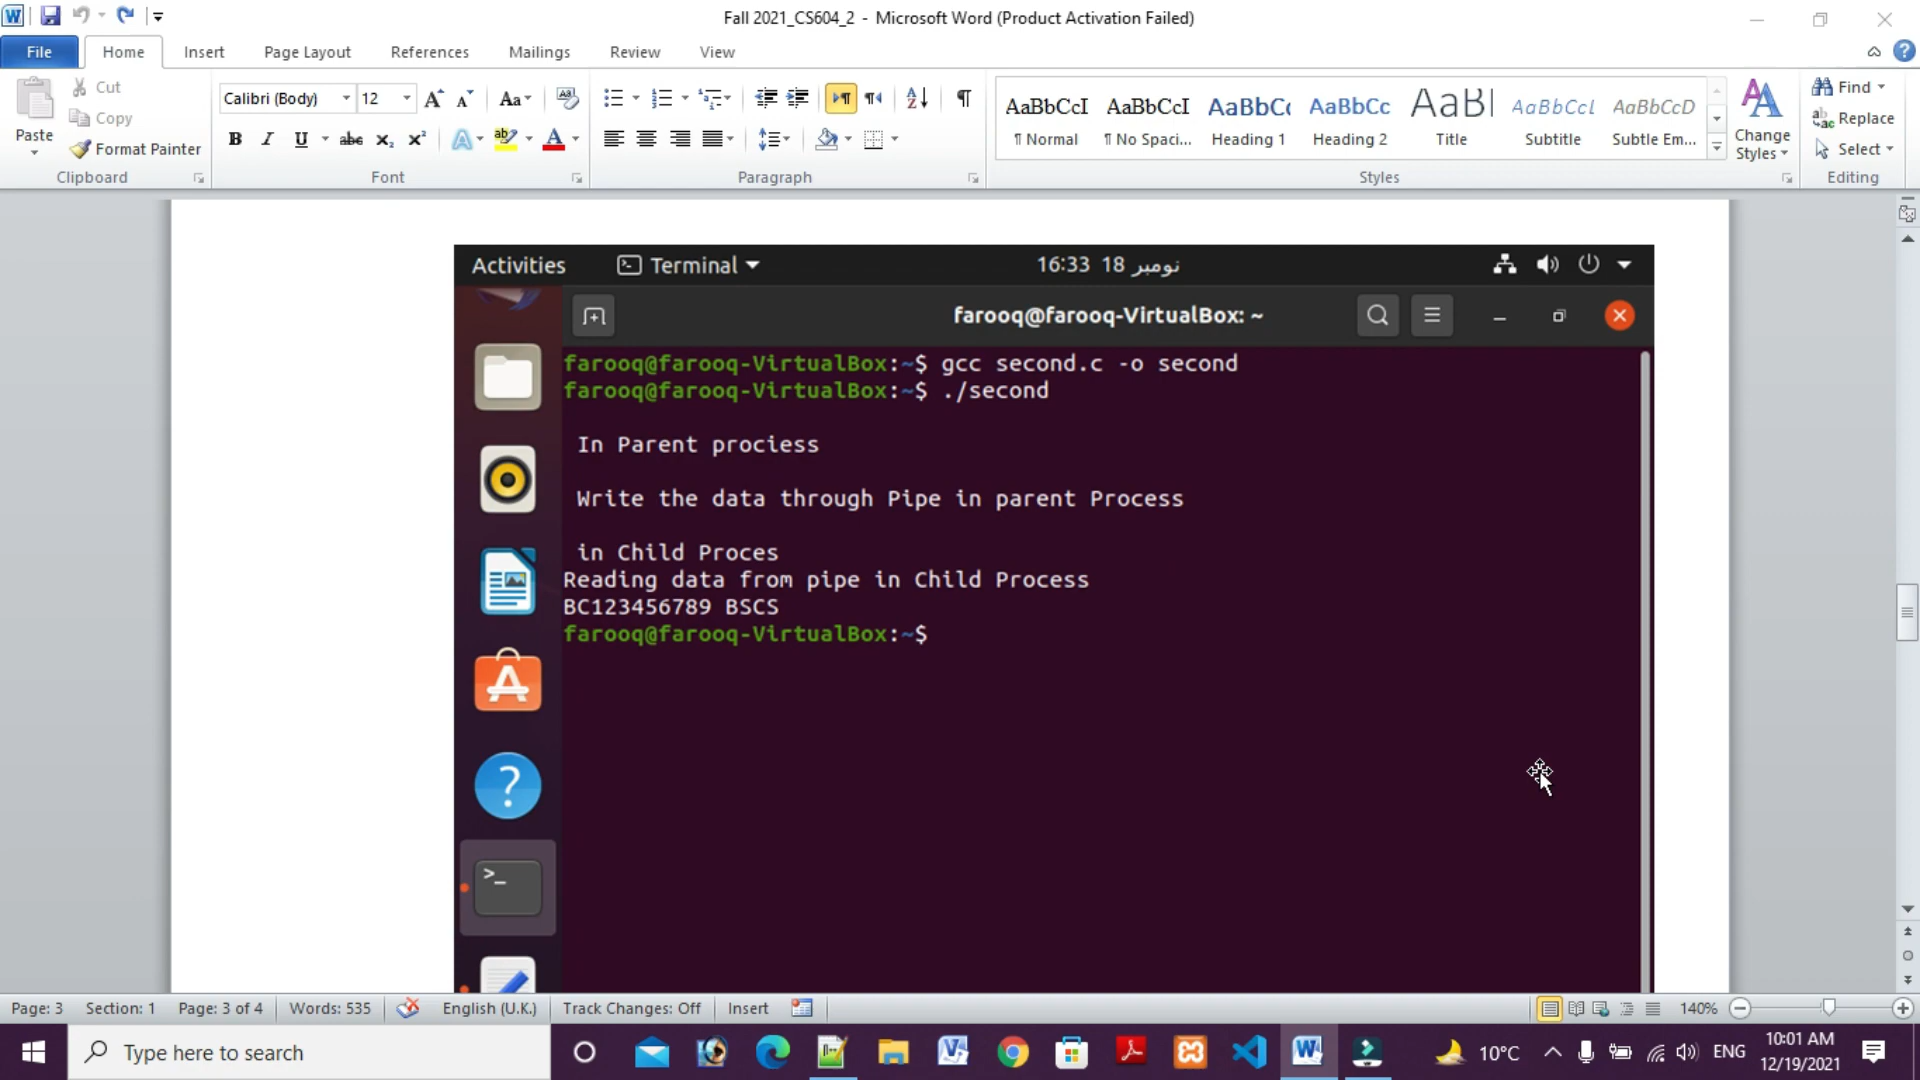 Fall 2021_CS604_2 - Microsoft Word (Product Activation Failed)
File Home Insert Page Layout References Mailings Review View
Paste
Cut
Copy
Format Painter
Clipboard
Calibri (Body) 12
Font
Paragraph
AaBbCcI AaBbCcI AaBbC AaBbCc AaBl AaBbCcL AaBbCcD
¶ Normal ¶ No Spaci... Heading 1 Heading 2 Title Subtitle Subtle Em...
Styles
Change Styles
Find
Replace
Select
Editing
Activities Terminal 16:33 18 نومبر
farooq@farooq-VirtualBox: ~
farooq@farooq-VirtualBox:~$ gcc second.c -o second
farooq@farooq-VirtualBox:~$ ./second
In Parent prociess
Write the data through Pipe in parent Process
in Child Proces
Reading data from pipe in Child Process
BC123456789 BSCS
farooq@farooq-VirtualBox:~$
Page: 3 Section: 1 Page: 3 of 4 Words: 535 English (U.K.) Track Changes: Off Insert 140%
Type here to search 10°C ENG 10:01 AM
12/19/2021